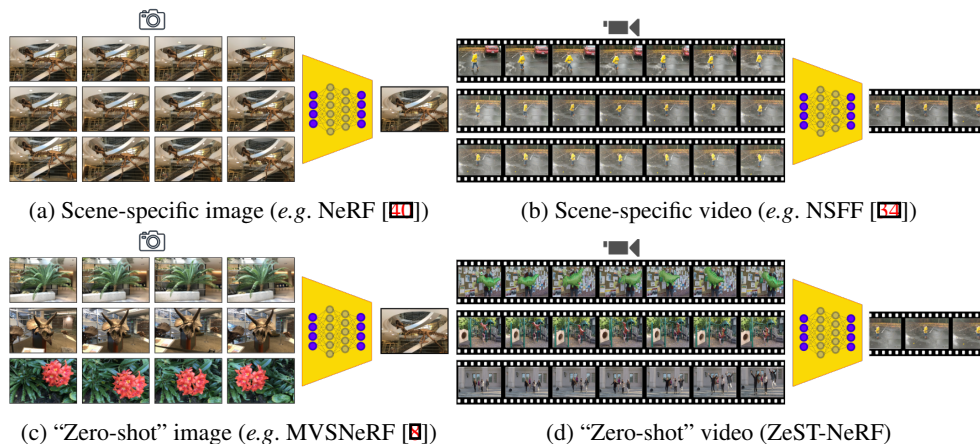 (a) Scene-specific image (e.g. NeRF [40])
(b) Scene-specific video (e.g. NSFF [34])
(c) “Zero-shot” image (e.g. MVSNeRF [8])
(d) “Zero-shot” video (ZeST-NeRF)